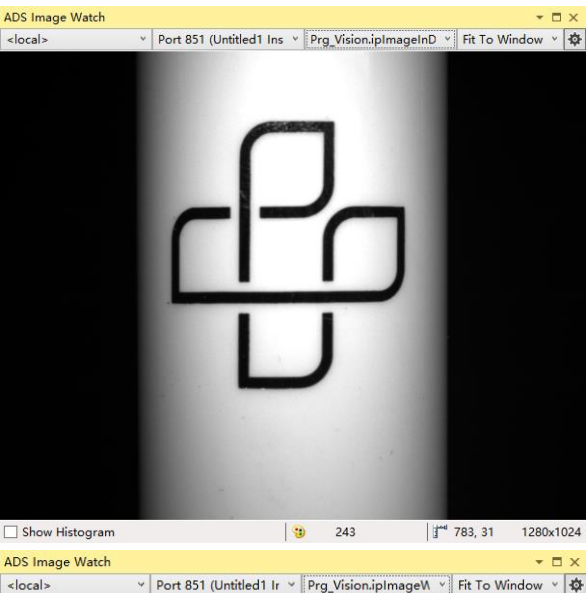 ADS Image Watch
<local> Port 851 (Untitled1 Ins Prg_Vision.ipImageInD Fit To Window
Show Histogram 243 783, 31 1280x1024
ADS Image Watch
<local> Port 851 (Untitled1 Ir Prg_Vision.ipImageW Fit To Window